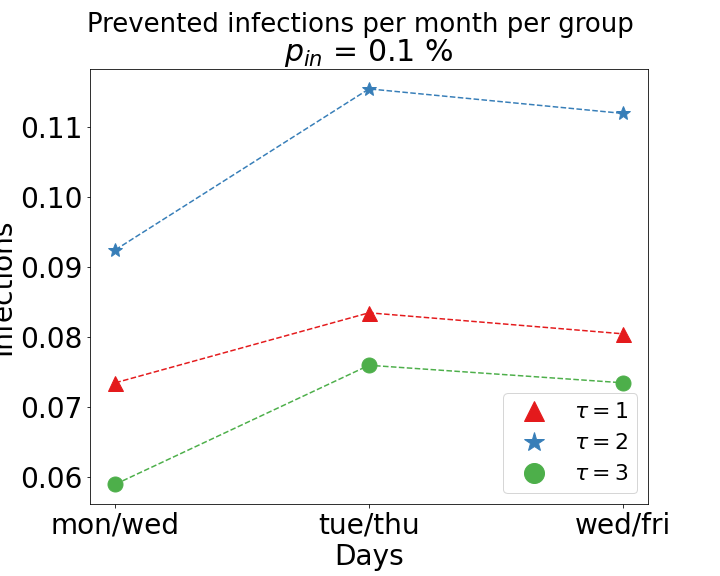 Prevented infections per month per group
p_in = 0.1 %
Infections
0.11
0.10
0.09
0.08
0.07
0.06
τ = 1
τ = 2
τ = 3
mon/wed tue/thu wed/fri
Days